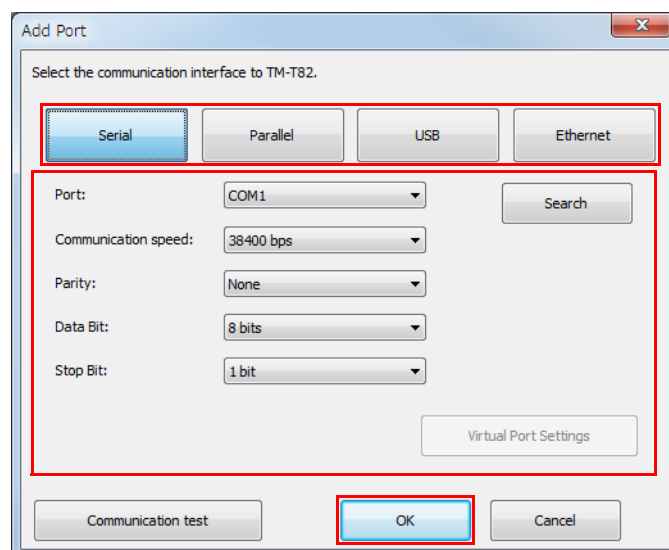 Add Port
Select the communication interface to TM-T82.
Serial Parallel USB Ethernet
Port: COM1 Search
Communication speed: 38400 bps
Parity: None
Data Bit: 8 bits
Stop Bit: 1 bit
Virtual Port Settings
Communication test OK Cancel